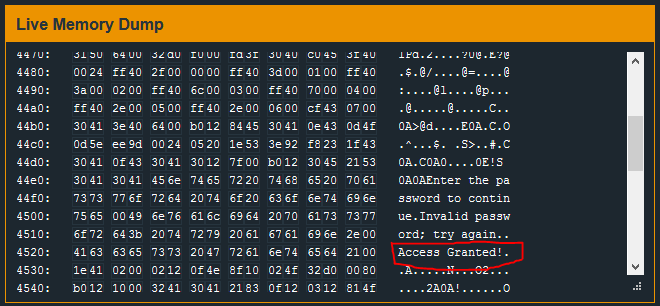 Live Memory Dump
4470: 3150 6400 32d0 f000 fd3f 3040 c045 3f40 1Pd.2....?0@.E?@
4480: 0024 ff40 2f00 0000 ff40 3d00 0100 ff40 .$.@/....@=....@
4490: 3a00 0200 ff40 6c00 0300 ff40 7000 0400 :....@l....@p...
44a0: ff40 2e00 0500 ff40 2e00 0600 cf43 0700 .@.....@.....C..
44b0: 3041 3e40 6400 b012 8445 3041 0e43 0d4f 0A>@d....E0A.C.O
44c0: 0d5e ee9d 0024 0520 1e53 3e92 f823 1f43 .^...$. .S>..#.C
44d0: 3041 0f43 3041 3012 7f00 b012 3045 2153 0A.C0A0.....0E!S
44e0: 3041 3041 456e 7465 7220 7468 6520 7061 0A0AEnter the pa
44f0: 7373 776f 7264 2074 6f20 636f 6e74 696e ssword to contin
4500: 7565 0049 6e76 616c 6964 2070 6173 7377 ue.Invalid passw
4510: 6f72 643b 2074 7279 2061 6761 696e 2e00 ord; try again..
4520: 4163 6365 7373 2047 7261 6e74 6564 2100 Access Granted!.
4530: 1e41 0200 0212 0f4e 8f10 024f 32d0 0080 .A.....N...O2...
4540: b012 1000 3241 3041 2183 0f12 0312 814f ....2A0A!......O